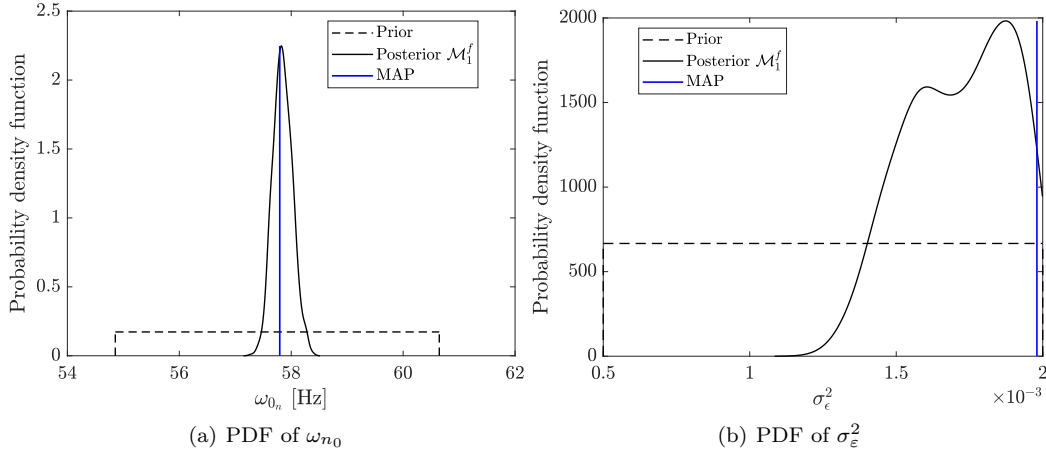 2.5
2
1.5
1
0.5
0
Probability density function
Prior
Posterior $\mathcal{M}_1^f$
MAP
54
56
58
60
62
$\omega_{0_n}$ [Hz]
(a) PDF of $\omega_{n_0}$
2000
1500
1000
500
0
Probability density function
Prior
Posterior $\mathcal{M}_1^f$
MAP
0.5
1
1.5
2
$\sigma_\epsilon^2$
×10⁻³
(b) PDF of $\sigma_\varepsilon^2$